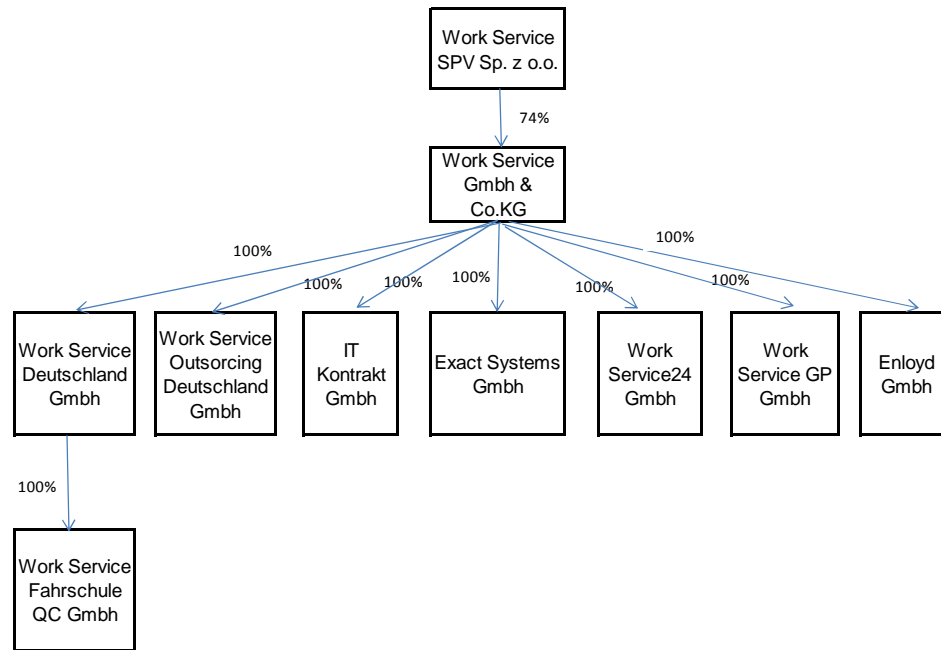 Work Service
SPV Sp. z o.o.
74%
Work Service
Gmbh &
Co.KG
100%
100%
100%
100%
100%
100%
100%
Work Service
Deutschland
Gmbh
Work Service
Outsorcing
Deutschland
Gmbh
IT
Kontrakt
Gmbh
Exact Systems
Gmbh
Work
Service24
Gmbh
Work
Service GP
Gmbh
Enloyd
Gmbh
100%
Work Service
Fahrschule
QC Gmbh